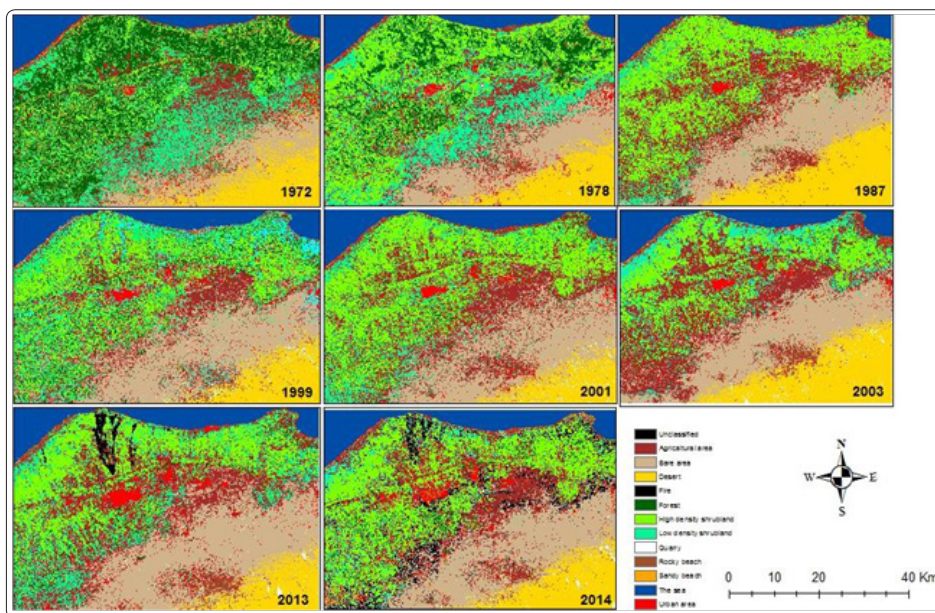 1972
1978
1987
1999
2001
2003
2013
2014
Unclassified
Agricultural area
Bare area
Desert
Fire
Forest
High density shrubland
Low density shrubland
Quarry
Rocky beach
Sandy beach
The sea
Urban area
N
W E
S
0 10 20 40 Km